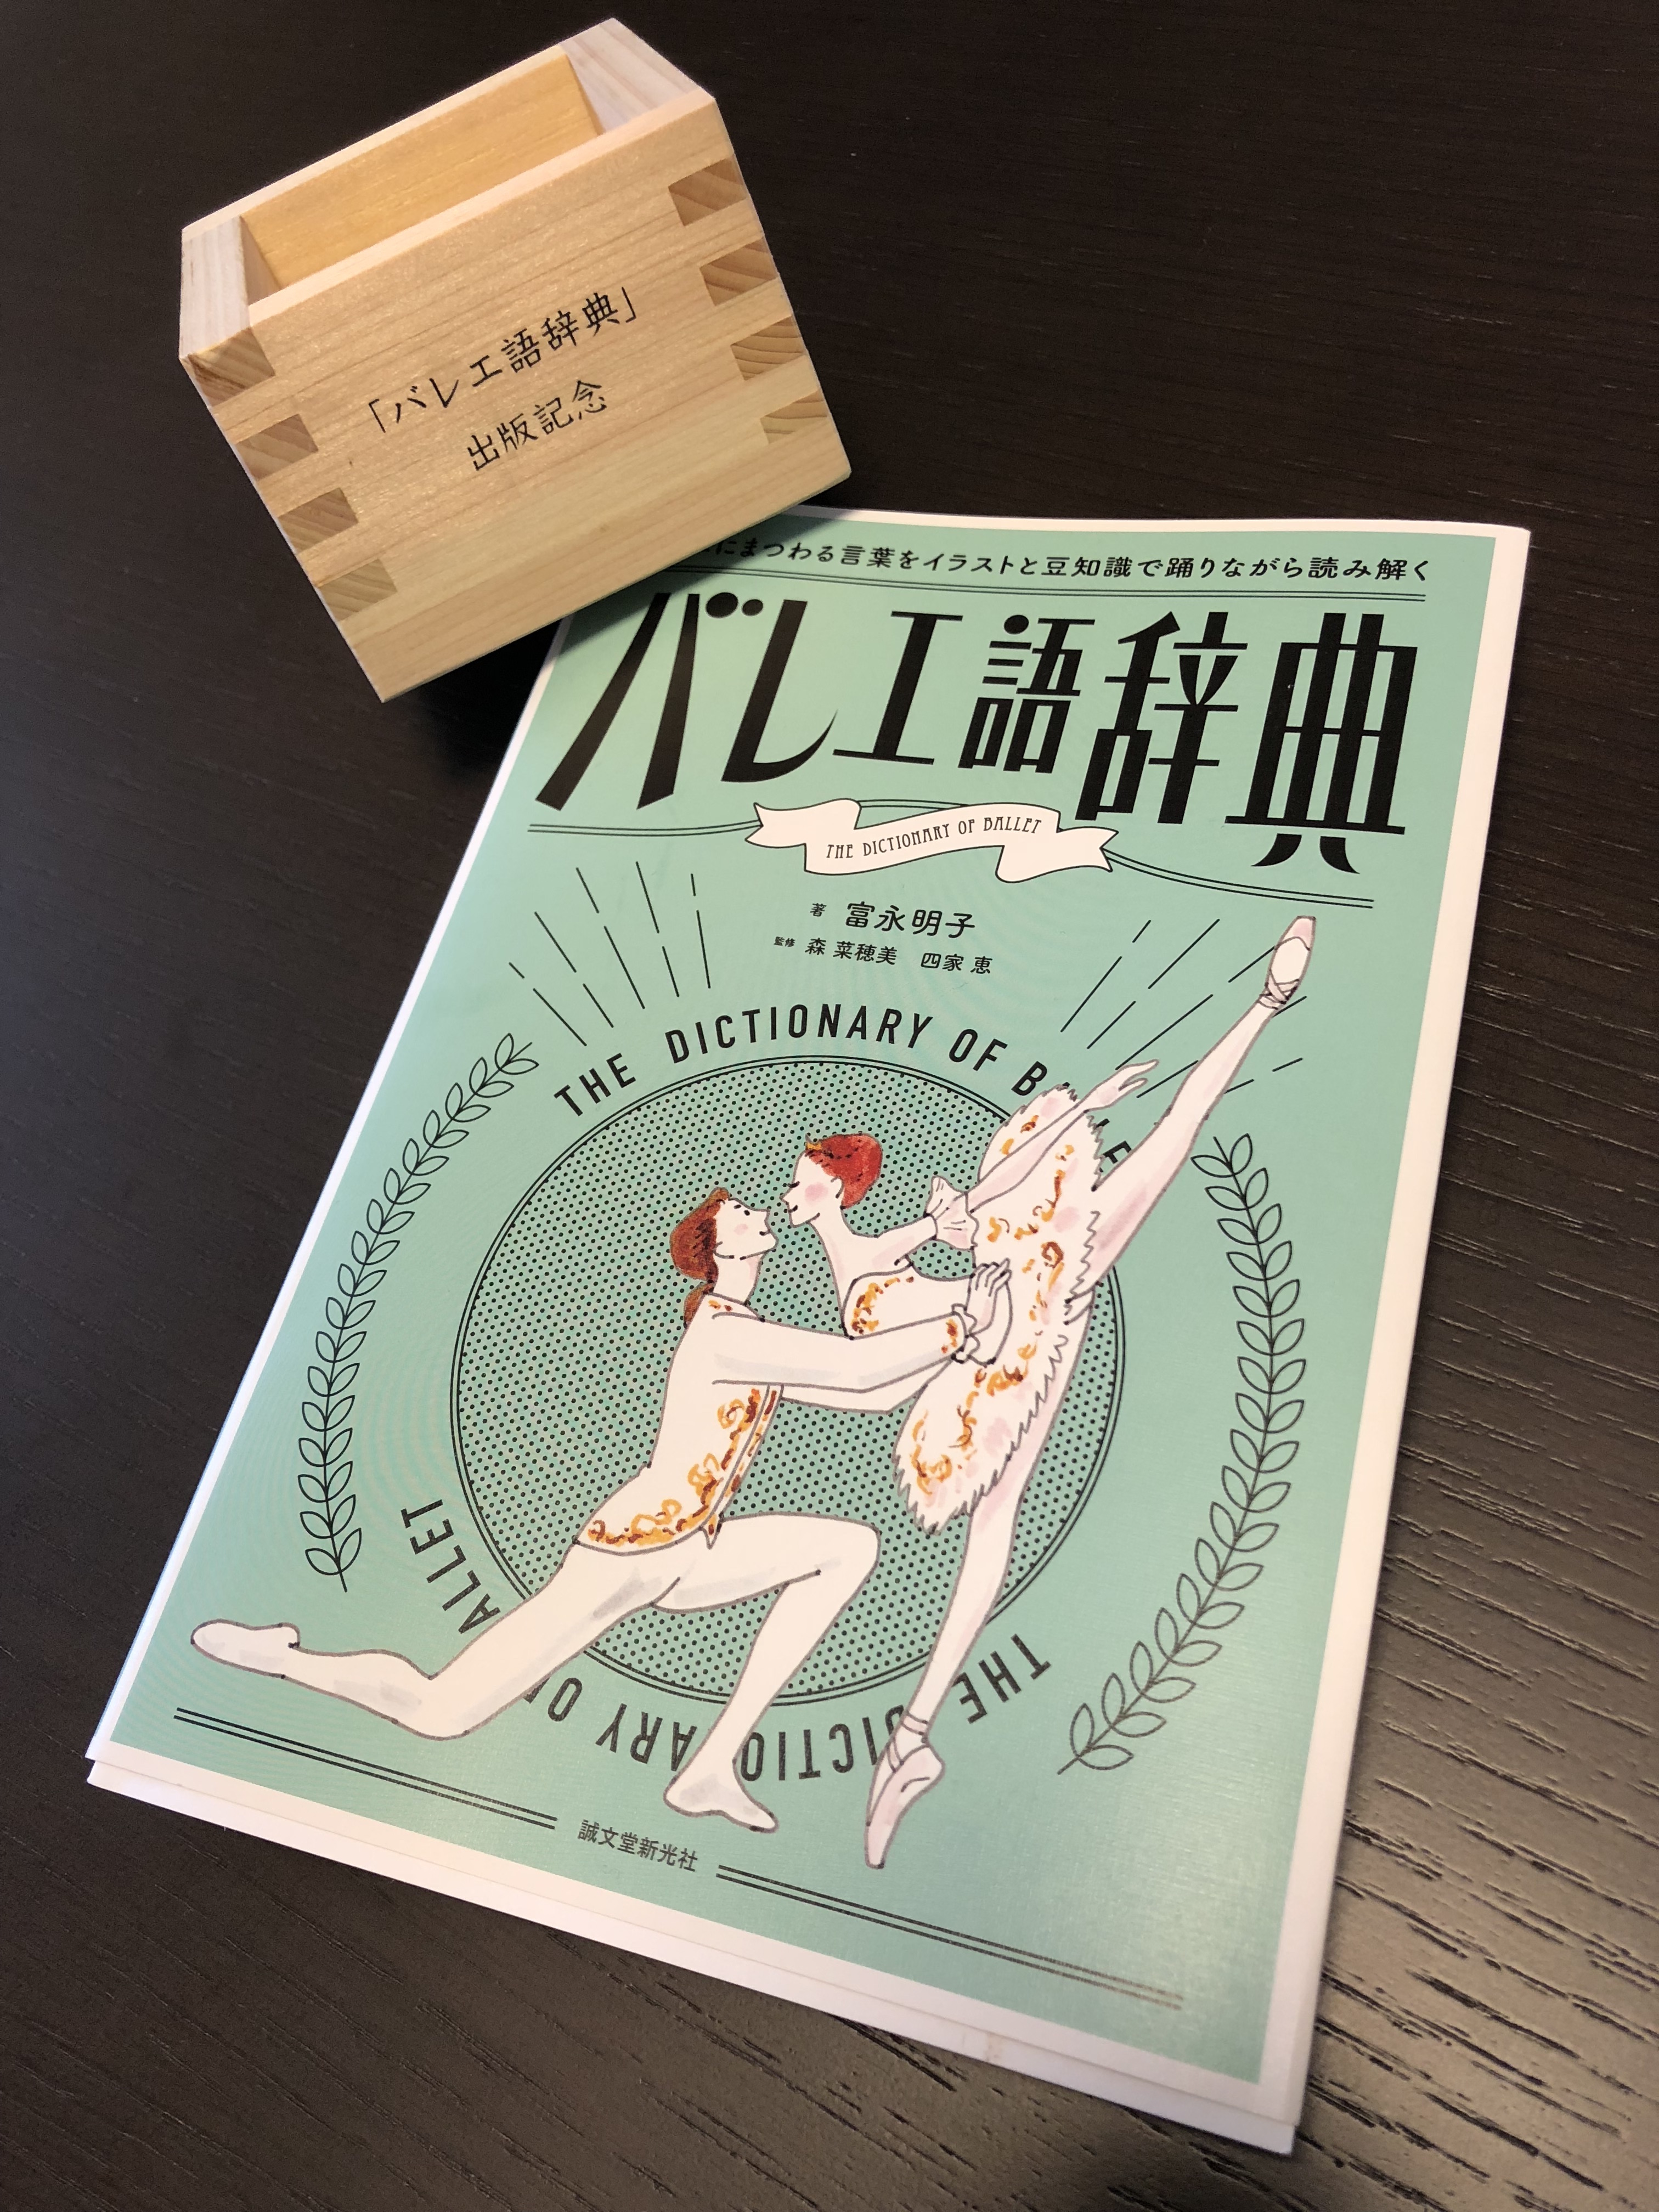 「バレエ語辞典」
出版記念
にまつわる言葉をイラストと豆知識で踊りながら読み解く
バレエ語辞典
THE DICTIONARY OF BALLET
著 富永明子
監修 森 菜穂美 四家 恵
THE DICTIONARY OF
THE
誠文堂新光社